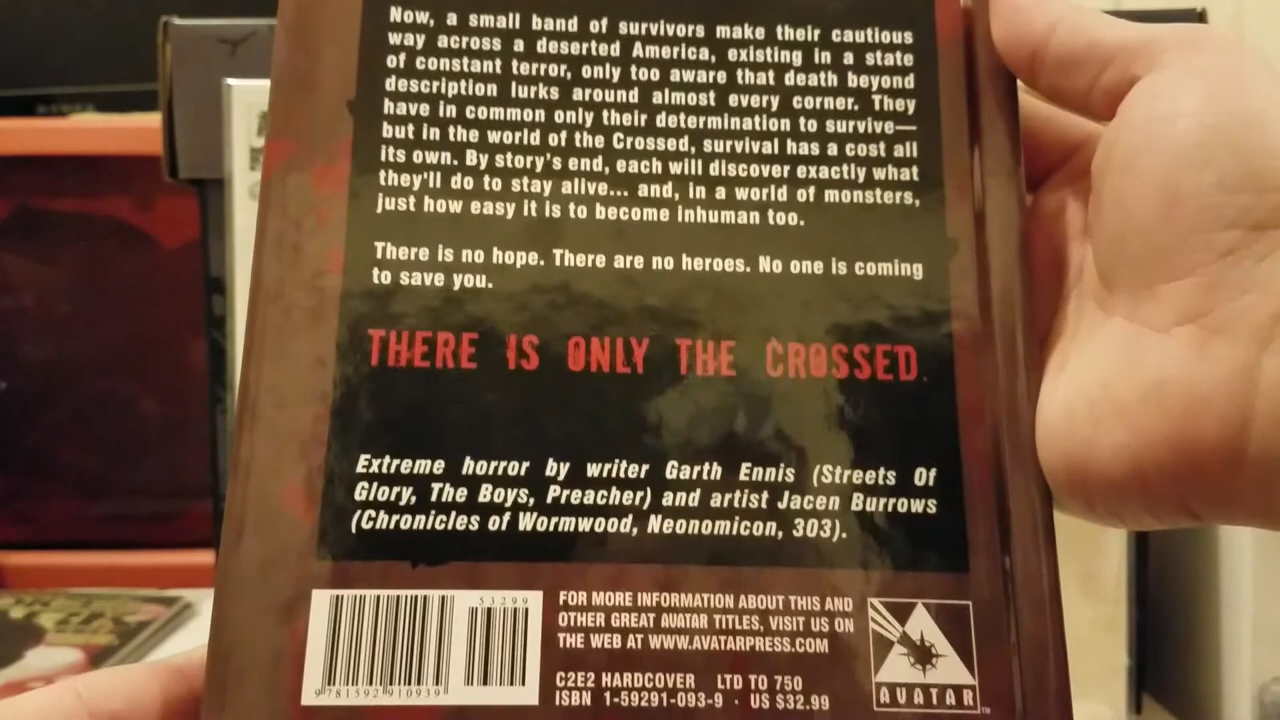 Now, a small band of survivors make their cautious
way across a deserted America, existing in a state
of constant terror, only too aware that death beyond
description lurks around almost every corner. They
have in common only their determination to survive—
but in the world of the Crossed, survival has a cost all
its own. By story's end, each will discover exactly what
they'll do to stay alive... and, in a world of monsters,
just how easy it is to become inhuman too.
There is no hope. There are no heroes. No one is coming
to save you.
THERE IS ONLY THE CROSSED.
Extreme horror by writer Garth Ennis (Streets Of
Glory, The Boys, Preacher) and artist Jacen Burrows
(Chronicles of Wormwood, Neonomicon, 303).
53299
9781592910939
FOR MORE INFORMATION ABOUT THIS AND
OTHER GREAT AVATAR TITLES, VISIT US ON
THE WEB AT WWW.AVATARPRESS.COM
C2E2 HARDCOVER LTD TO 750
ISBN 1-59291-093-9 · US $32.99
AVATAR™